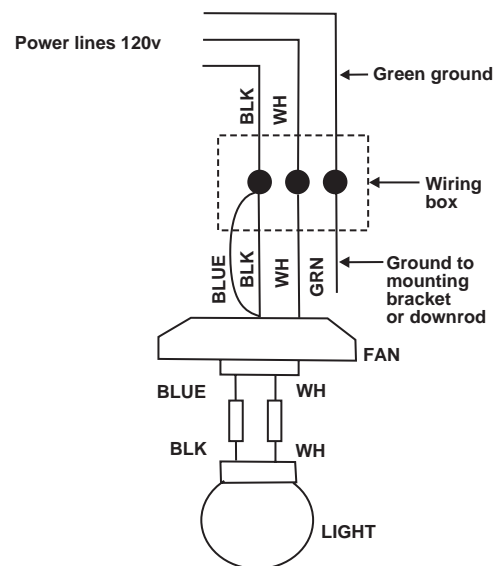 Power lines 120v
Green ground
BLK
WH
Wiring
box
BLUE
BLK
WH
GRN
Ground to
mounting
bracket
or downrod
FAN
BLUE
WH
BLK
WH
LIGHT